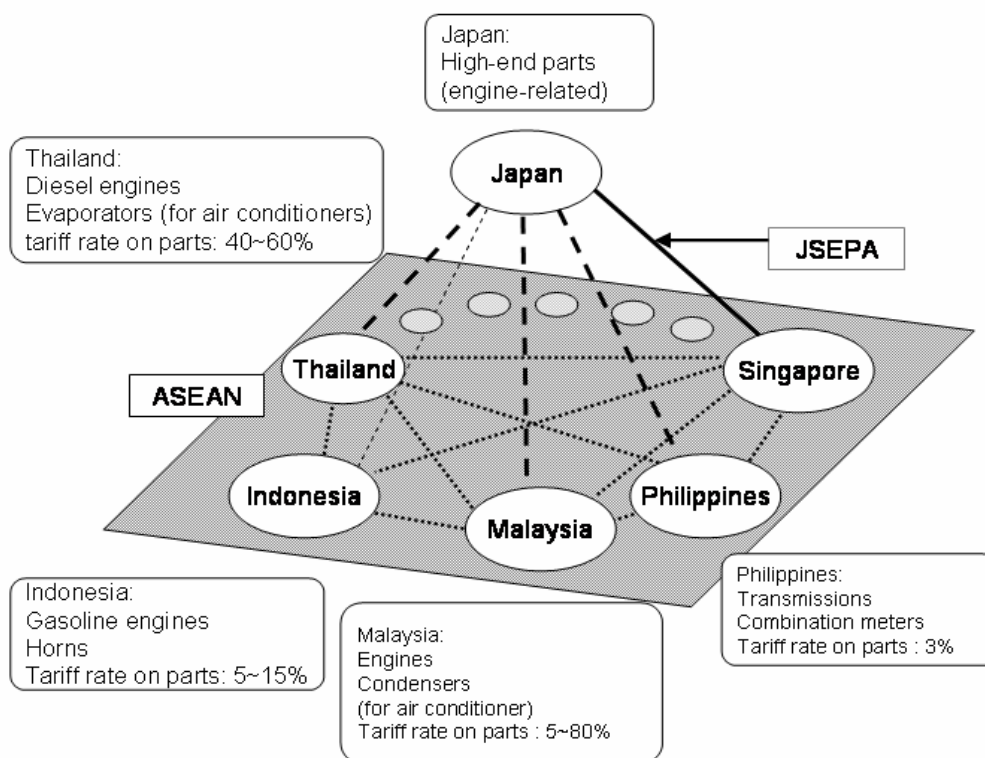 Japan:
High-end parts
(engine-related)
Thailand:
Diesel engines
Evaporators (for air conditioners)
tariff rate on parts: 40~60%
Japan
JSEPA
Thailand
Singapore
ASEAN
Indonesia
Malaysia
Philippines
Indonesia:
Gasoline engines
Horns
Tariff rate on parts: 5~15%
Malaysia:
Engines
Condensers
(for air conditioner)
Tariff rate on parts : 5~80%
Philippines:
Transmissions
Combination meters
Tariff rate on parts : 3%